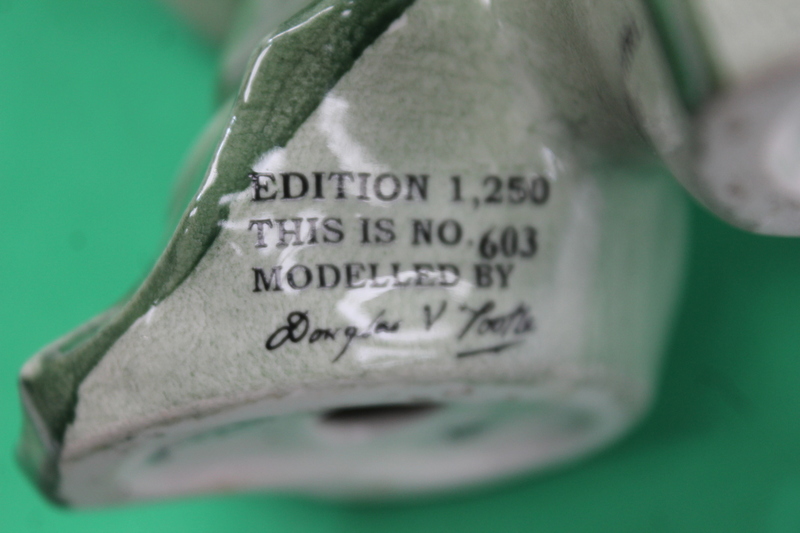 EDITION 1,250
THIS IS NO. 603
MODELLED BY
Douglas V Tootle